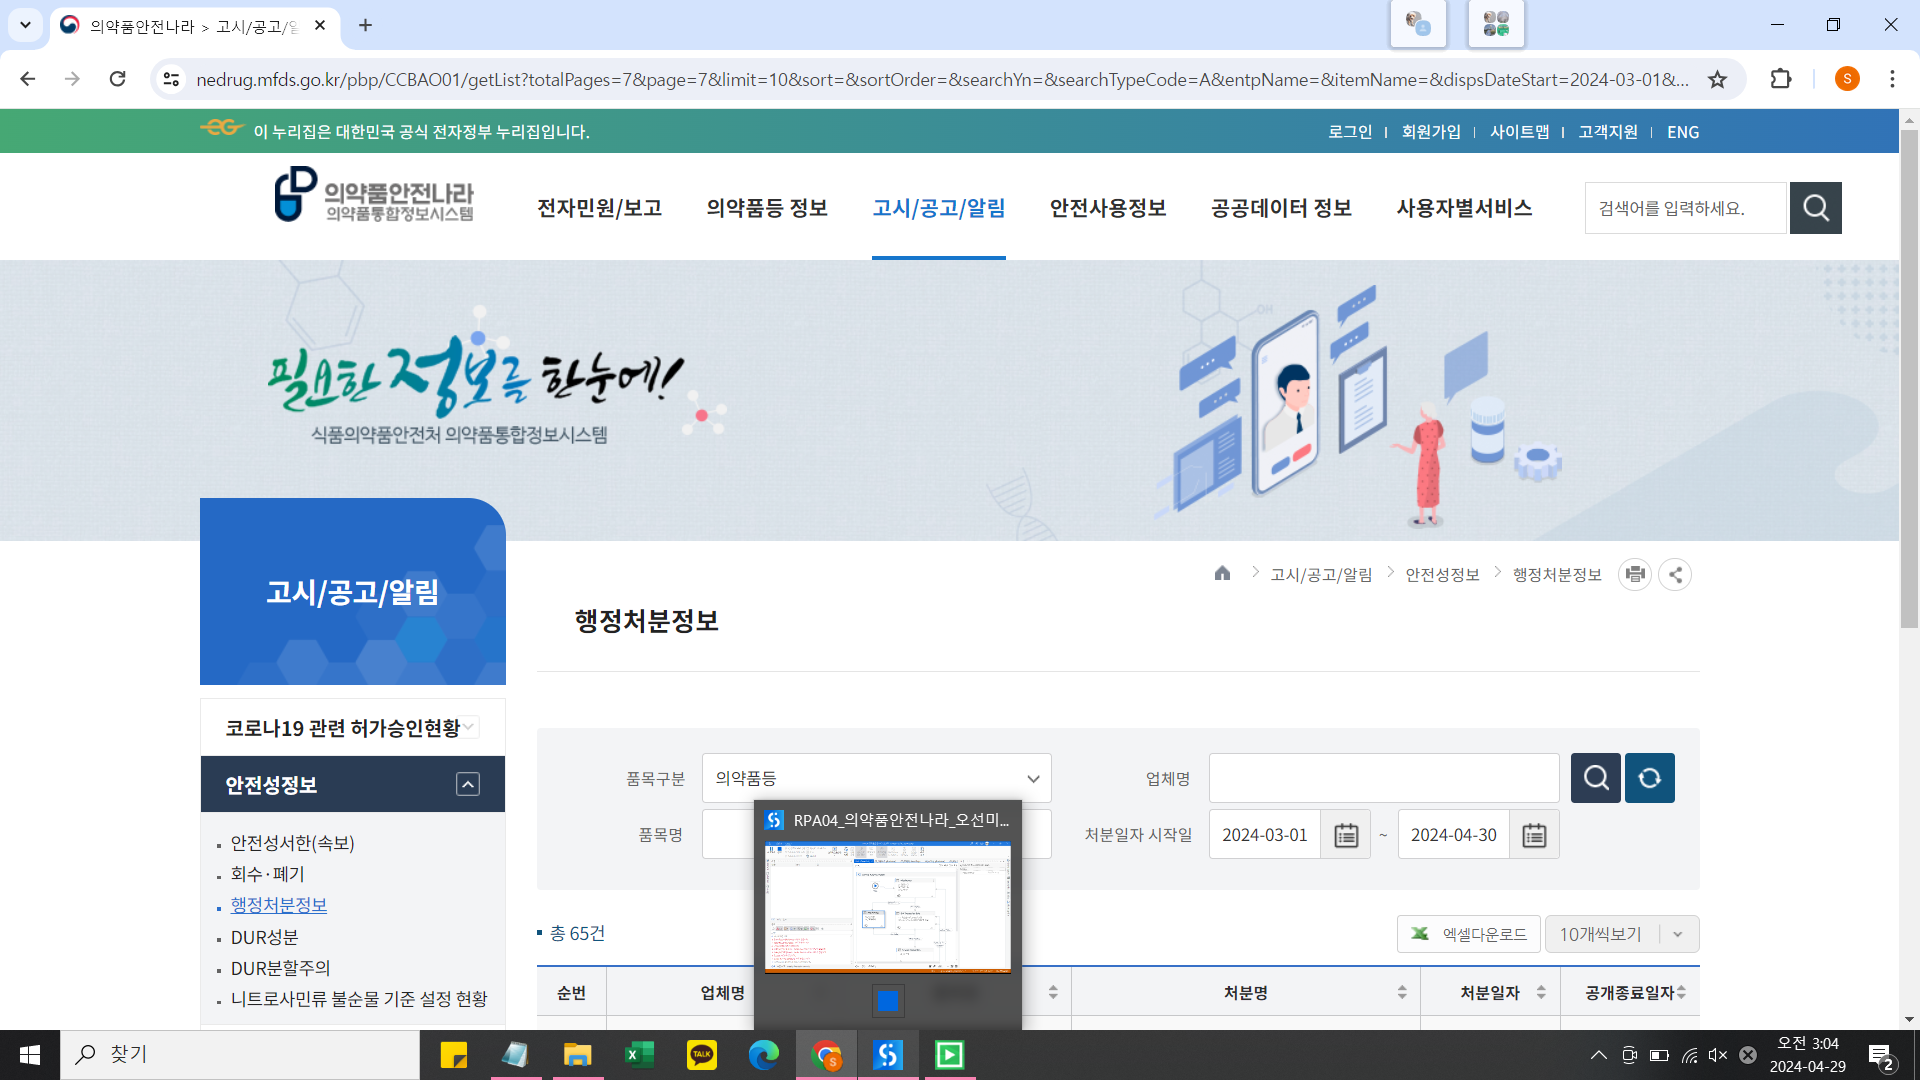 의약품안전나라 > 고시/공고/알
nedrug.mfds.go.kr/pbp/CCBAO01/getList?totalPages=7&page=7&limit=10&sort=&sortOrder=&searchYn=&searchTypeCode=A&entpName=&itemName=&dispsDateStart=2024-03-01&...
S
이 누리집은 대한민국 공식 전자정부 누리집입니다.
로그인 회원가입 사이트맵 고객지원 ENG
의약품안전나라
의약품통합정보시스템
전자민원/보고 의약품등 정보 고시/공고/알림 안전사용정보 공공데이터 정보 사용자별서비스
검색어를 입력하세요.
필요한 정보를 한눈에!
식품의약품안전처 의약품통합정보시스템
고시/공고/알림
고시/공고/알림 안전성정보 행정처분정보
행정처분정보
코로나19 관련 허가승인현황
안전성정보
안전성서한(속보)
회수·폐기
행정처분정보
DUR성분
DUR분할주의
니트로사민류 불순물 기준 설정 현황
품목구분 의약품등 업체명
품목명 처분일자 시작일 2024-03-01 ~ 2024-04-30
RPA04_의약품안전나라_오선미...
총 65건
엑셀다운로드 10개씩보기
순번 업체명 처분명 처분일자 공개종료일자
찾기
TALK
S
오전 3:04
2024-04-29
2